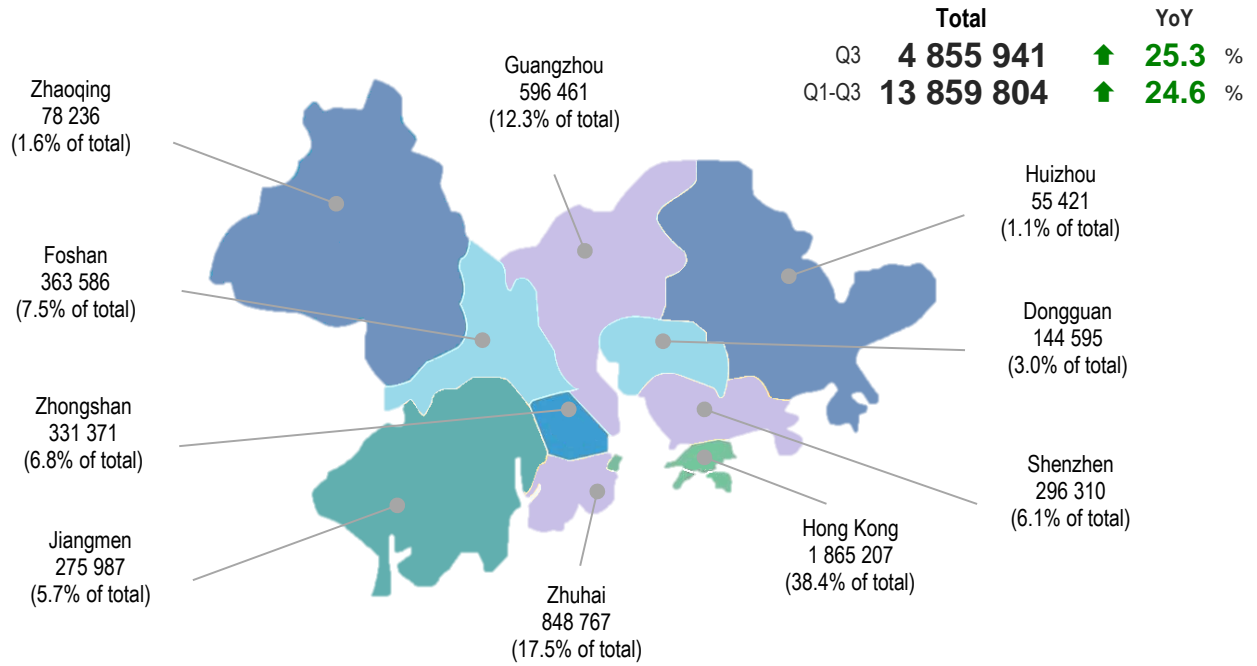 Total YoY
Q3 4 855 941 25.3 %
Q1-Q3 13 859 804 24.6 %
Guangzhou
596 461
(12.3% of total)
Zhaoqing
78 236
(1.6% of total)
Huizhou
55 421
(1.1% of total)
Foshan
363 586
(7.5% of total)
Dongguan
144 595
(3.0% of total)
Zhongshan
331 371
(6.8% of total)
Shenzhen
296 310
(6.1% of total)
Hong Kong
1 865 207
(38.4% of total)
Jiangmen
275 987
(5.7% of total)
Zhuhai
848 767
(17.5% of total)